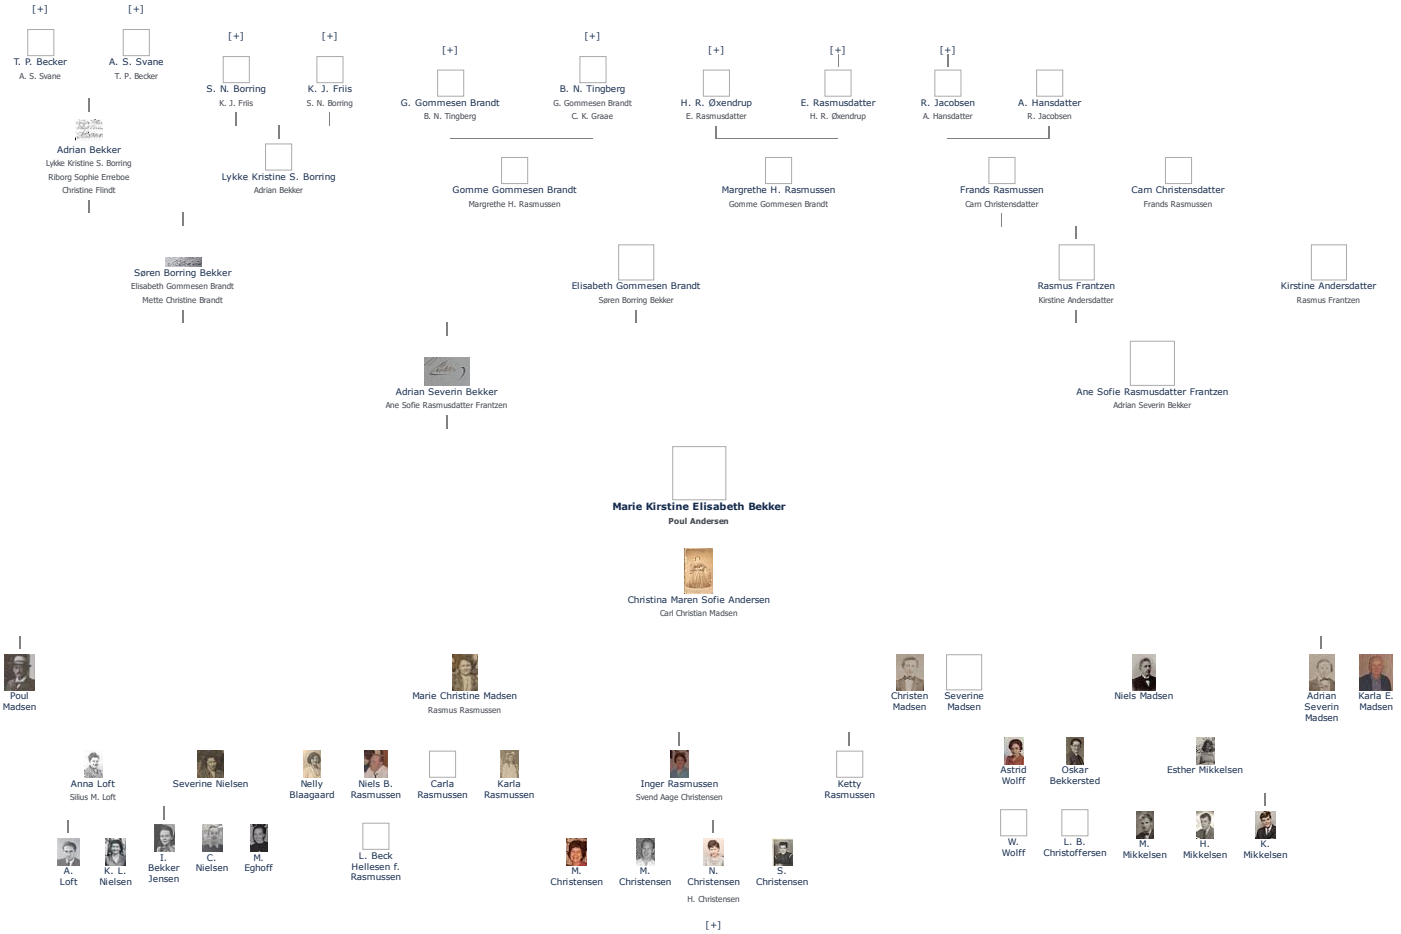 [+] [+]
[+] [+] [+]
[+] [+] [+] [+]
T. P. Becker
A. S. Svane
A. S. Svane
T. P. Becker
S. N. Borring
K. J. Friis
K. J. Friis
S. N. Borring
G. Gommesen Brandt
B. N. Tingberg
B. N. Tingberg
G. Gommesen Brandt
C. K. Graae
H. R. Øxendrup
E. Rasmusdatter
E. Rasmusdatter
H. R. Øxendrup
R. Jacobsen
A. Hansdatter
A. Hansdatter
R. Jacobsen
Adrian Bekker
Lykke Kristine S. Borring
Riborg Sophie Erreboe
Christine Flindt
Lykke Kristine S. Borring
Adrian Bekker
Gomme Gommesen Brandt
Margrethe H. Rasmussen
Margrethe H. Rasmussen
Gomme Gommesen Brandt
Frands Rasmussen
Carn Christensdatter
Carn Christensdatter
Frands Rasmussen
Søren Borring Bekker
Elisabeth Gommesen Brandt
Mette Christine Brandt
Elisabeth Gommesen Brandt
Søren Borring Bekker
Rasmus Frantzen
Kirstine Andersdatter
Kirstine Andersdatter
Rasmus Frantzen
Adrian Severin Bekker
Ane Sofie Rasmusdatter Frantzen
Ane Sofie Rasmusdatter Frantzen
Adrian Severin Bekker
Marie Kirstine Elisabeth Bekker
Poul Andersen
Christina Maren Sofie Andersen
Carl Christian Madsen
Poul
Madsen
Marie Christine Madsen
Rasmus Rasmussen
Christen
Madsen
Severine
Madsen
Niels Madsen
Adrian
Severin
Madsen
Karla E.
Madsen
Anna Loft
Silius M. Loft
Severine Nielsen
Nelly
Blaagaard
Niels B.
Rasmussen
Carla
Rasmussen
Karla
Rasmussen
Inger Rasmussen
Svend Aage Christensen
Ketty
Rasmussen
Astrid
Wolff
Oskar
Bekkersted
Esther Mikkelsen
A.
Loft
K. L.
Nielsen
I.
Bekker
Jensen
C.
Nielsen
M.
Eghoff
L. Beck
Hellesen f.
Rasmussen
M.
Christensen
M.
Christensen
N.
Christensen
H. Christensen
S.
Christensen
W.
Wolff
L. B.
Christoffersen
M.
Mikkelsen
H.
Mikkelsen
K.
Mikkelsen
[+]